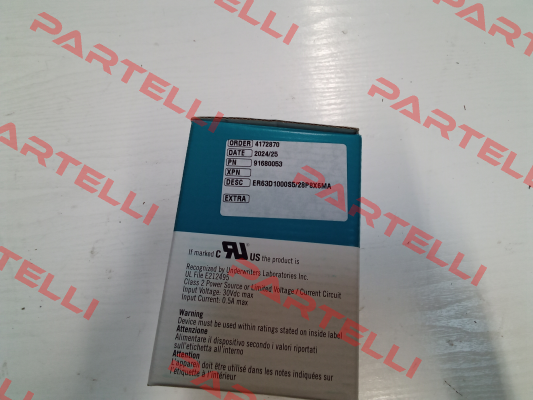 PARTELLI
PARTELLI
PARTELLI
PARTELLI
PARTELLI
PARTELLI
ORDER 4172870
DATE 2024/25
PN 91680053
XPN
DESC ER63D1000S5/28P6X6MA
EXTRA
If marked c RU us the product is
Recognized by Underwriters Laboratories Inc.
UL File E212495
Class 2 Power Source or Limited Voltage / Current Circuit
Input Voltage: 30Vdc max
Input Current: 0.5A max
Warning
Device must be used within ratings stated on inside label
Attenzione
Alimentare il dispositivo secondo i valori riportati
sull'etichetta all'interno
Attention
L'appareil doit être utilisé dans les notes indiquées sur
l'étiquette à l'intérieur